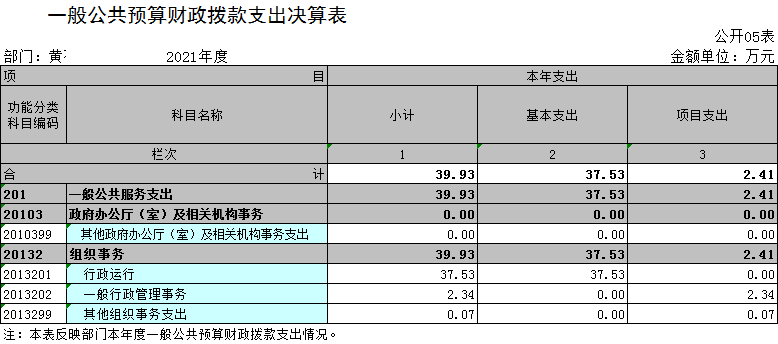 一般公共预算财政拨款支出决算表
公开05表
部门：黄 2021年度 金额单位：万元
项 目 本年支出
功能分类科目编码 科目名称 小计 基本支出 项目支出
栏次 1 2 3
合 计 39.93 37.53 2.41
201 一般公共服务支出 39.93 37.53 2.41
20103 政府办公厅（室）及相关机构事务 0.00 0.00 0.00
2010399 其他政府办公厅（室）及相关机构事务支出 0.00 0.00 0.00
20132 组织事务 39.93 37.53 2.41
2013201 行政运行 37.53 37.53 0.00
2013202 一般行政管理事务 2.34 0.00 2.34
2013299 其他组织事务支出 0.07 0.00 0.07
注：本表反映部门本年度一般公共预算财政拨款支出情况。